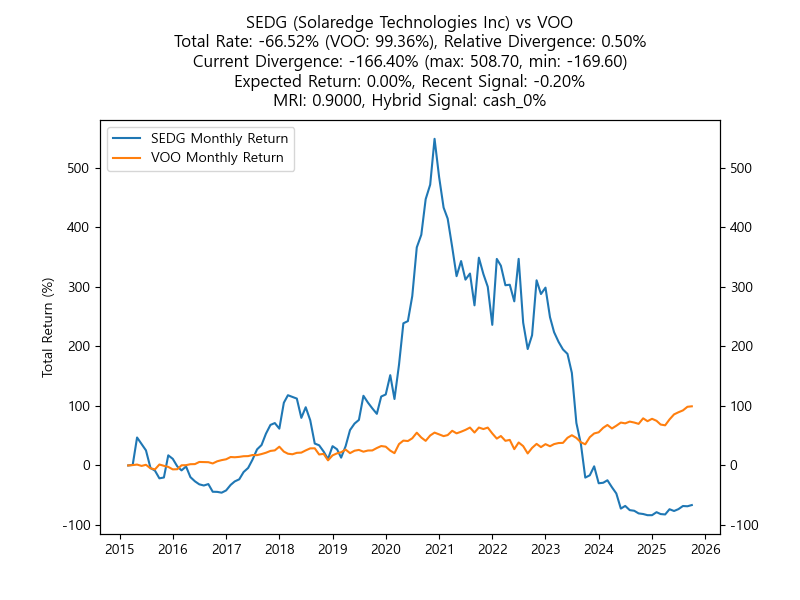 SEDG (Solaredge Technologies Inc) vs VOO
Total Rate: -66.52% (VOO: 99.36%), Relative Divergence: 0.50%
Current Divergence: -166.40% (max: 508.70, min: -169.60)
Expected Return: 0.00%, Recent Signal: -0.20%
MRI: 0.9000, Hybrid Signal: cash_0%
SEDG Monthly Return
VOO Monthly Return
Total Return (%)
500
400
300
200
100
0
-100
500
400
300
200
100
0
-100
2015 2016 2017 2018 2019 2020 2021 2022 2023 2024 2025 2026